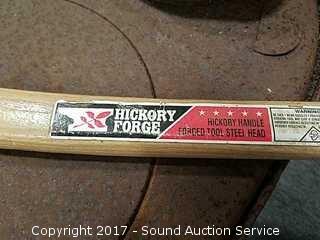 HICKORY
FORGE
HICKORY HANDLE
FORGED TOOL STEEL HEAD
WARNING
Copyright 2017 - Sound Auction Service